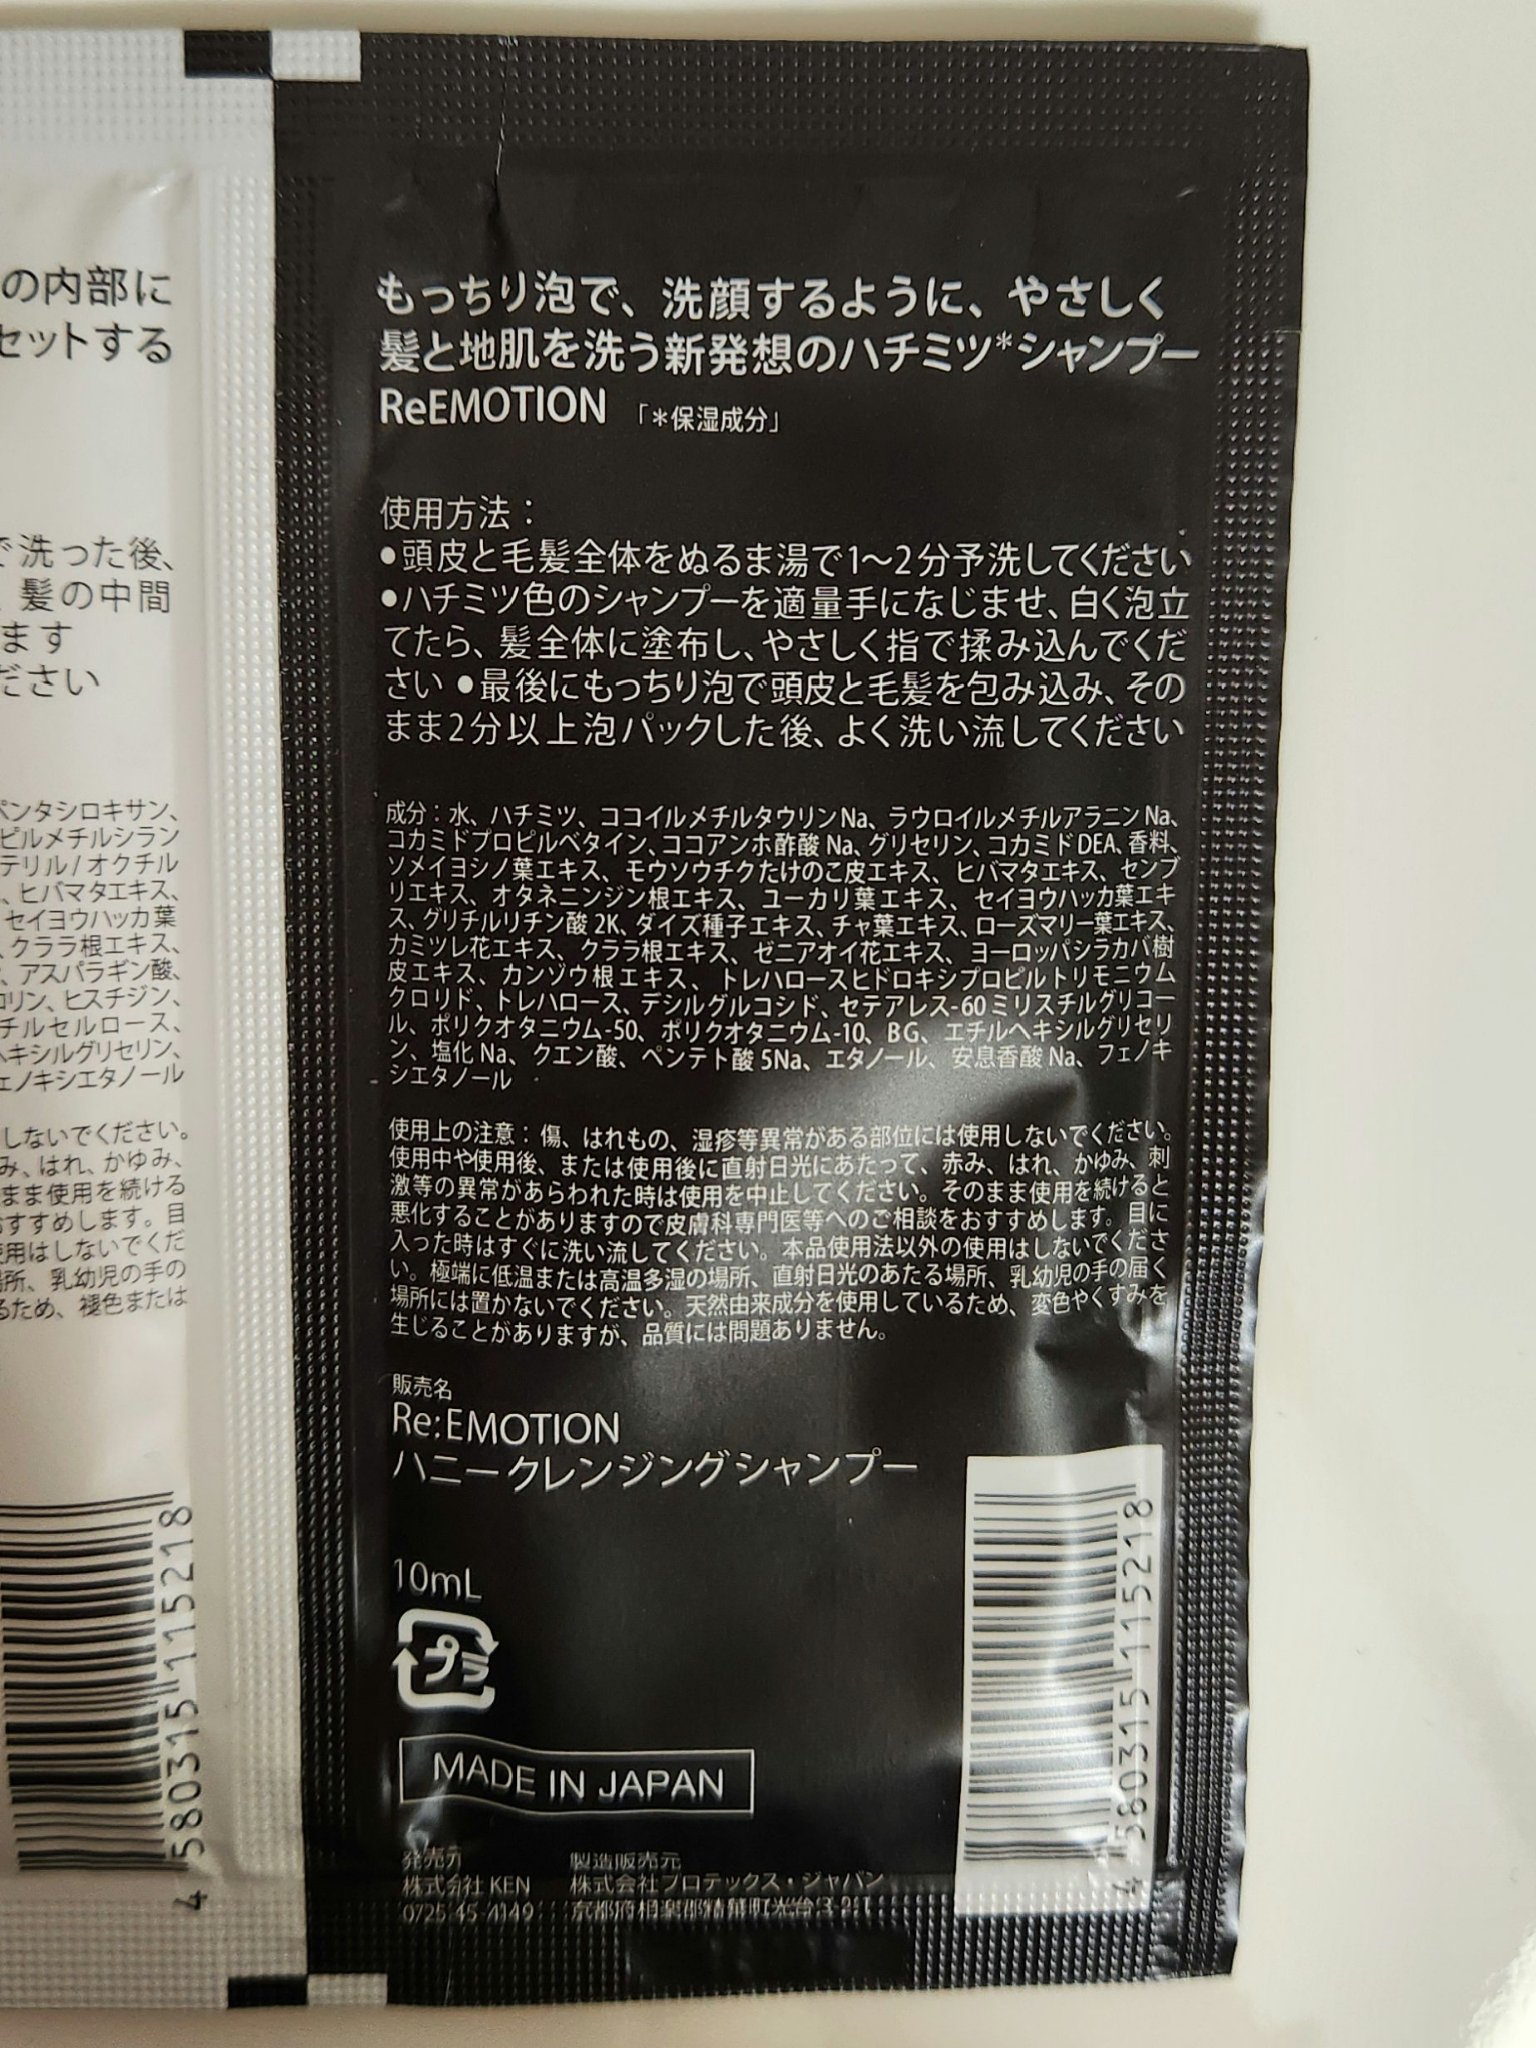 の内部に
セットする
で洗った後、
、髪の中間
ます
ださい
ペンタシロキサン、
ピルメチルシラン
テリル/オクチル
、ヒバマタエキス、
セイヨウハッカ葉
、クララ根エキス、
、アスパラギン酸、
ロリン、ヒスチジン、
チルセルロース、
ヘキシルグリセリン、
ェノキシエタノール
しないでください。
み、はれ、かゆみ、
まま使用を続ける
おすすめします。目
使用はしないでくだ
場所、乳幼児の手の
るため、褪色または
4580315115218
もっちり泡で、洗顔するように、やさしく
髪と地肌を洗う新発想のハチミツ*シャンプー
ReEMOTION 「*保湿成分」
使用方法：
●頭皮と毛髪全体をぬるま湯で1～2分予洗してください
●ハチミツ色のシャンプーを適量手になじませ、白く泡立
てたら、髪全体に塗布し、やさしく指で揉み込んでくだ
さい ●最後にもっちり泡で頭皮と毛髪を包み込み、その
まま2分以上泡パックした後、よく洗い流してください
成分：水、ハチミツ、ココイルメチルタウリンNa、ラウロイルメチルアラニンNa、
コカミドプロピルベタイン、ココアンホ酢酸Na、グリセリン、コカミドDEA、香料、
ソメイヨシノ葉エキス、モウソウチクたけのこ皮エキス、ヒバマタエキス、センブ
リエキス、オタネニンジン根エキス、ユーカリ葉エキス、セイヨウハッカ葉エキ
ス、グリチルリチン酸2K、ダイズ種子エキス、チャ葉エキス、ローズマリー葉エキス、
カミツレ花エキス、クララ根エキス、ゼニアオイ花エキス、ヨーロッパシラカバ樹
皮エキス、カンゾウ根エキス、トレハロースヒドロキシプロピルトリモニウム
クロリド、トレハロース、デシルグルコシド、セテアレス-60ミリスチルグリコー
ル、ポリクオタニウム-50、ポリクオタニウム-10、BG、エチルヘキシルグリセリ
ン、塩化Na、クエン酸、ペンテト酸5Na、エタノール、安息香酸Na、フェノキ
シエタノール
使用上の注意：傷、はれもの、湿疹等異常がある部位には使用しないでください。
使用中や使用後、または使用後に直射日光にあたって、赤み、はれ、かゆみ、刺
激等の異常があらわれた時は使用を中止してください。そのまま使用を続けると
悪化することがありますので皮膚科専門医等へのご相談をおすすめします。目に
入った時はすぐに洗い流してください。本品使用法以外の使用はしないでくださ
い。極端に低温または高温多湿の場所、直射日光のあたる場所、乳幼児の手の届く
場所には置かないでください。天然由来成分を使用しているため、変色やくすみを
生じることがありますが、品質には問題ありません。
販売名
Re:EMOTION
ハニークレンジングシャンプー
10mL
プラ
MADE IN JAPAN
発売元 製造販売元
株式会社KEN 株式会社プロテックス・ジャパン
0725-45-4149 京都府相楽郡精華町光台
4580315115218